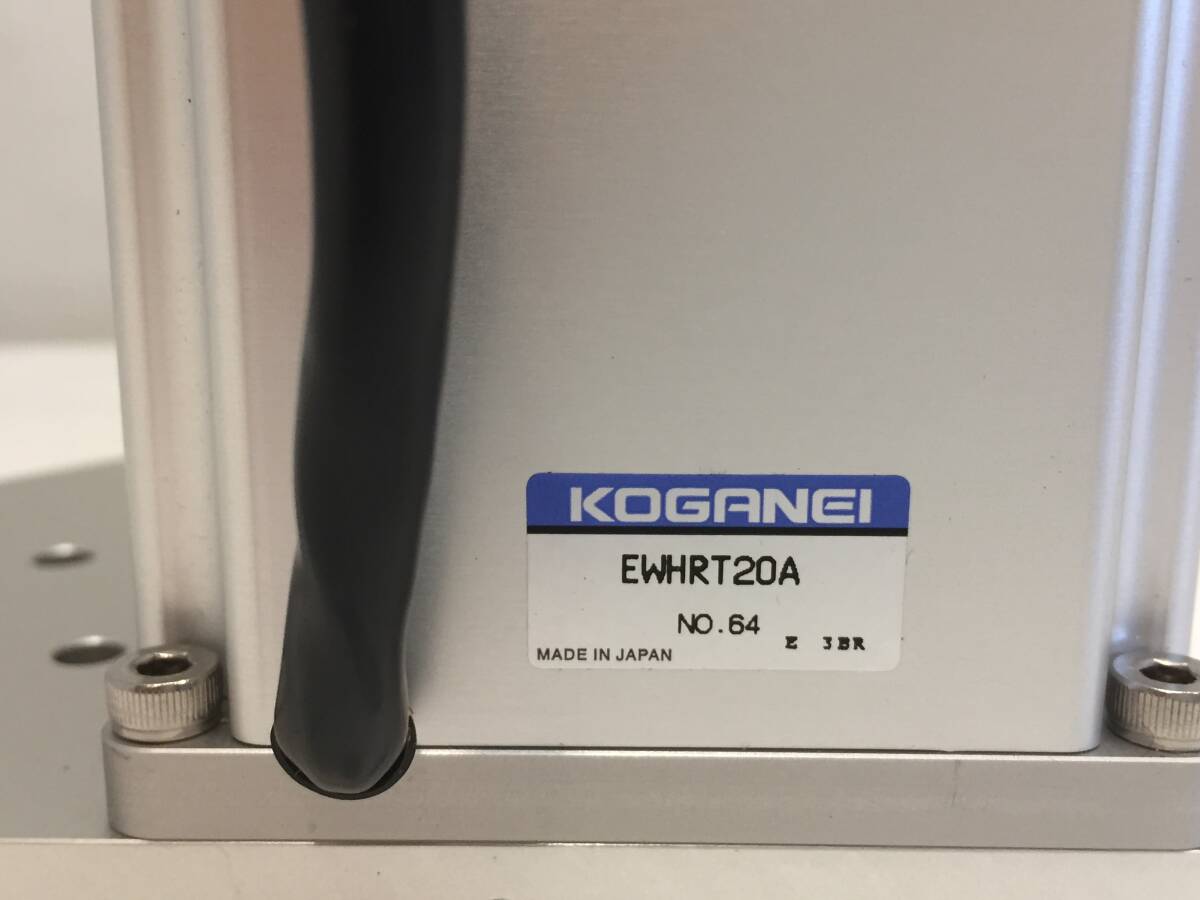 KOGANEI
EWHRT20A
NO.64
MADE IN JAPAN E 3BR